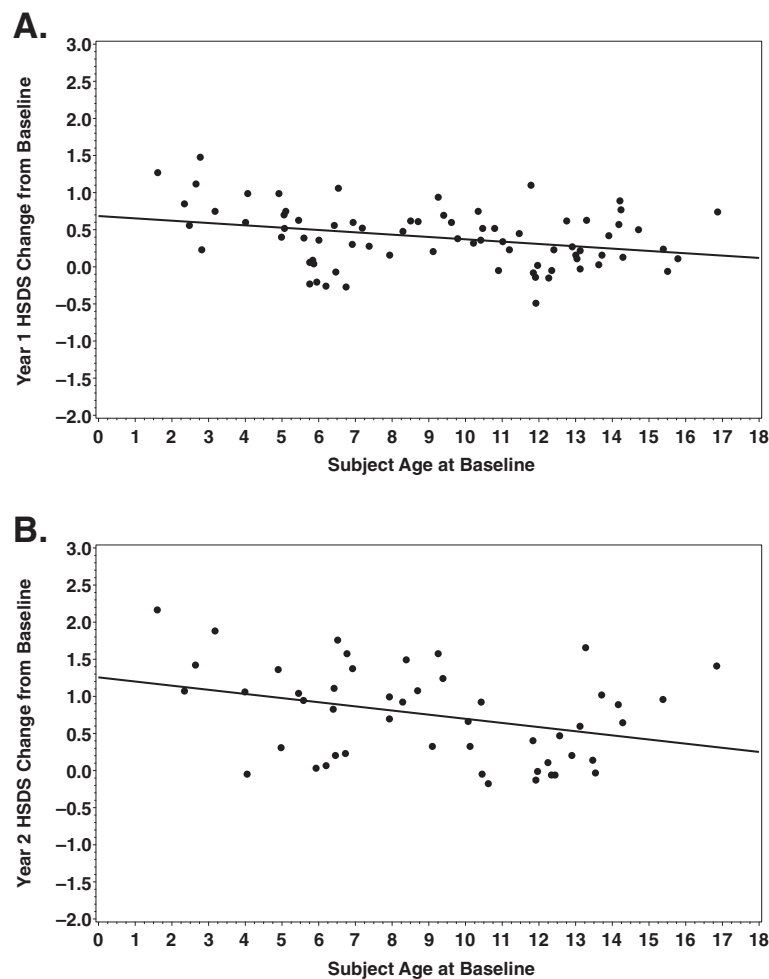 A.
Year 1 HSDS Change from Baseline
3.0
2.5
2.0
1.5
1.0
0.5
0.0
–0.5
–1.0
–1.5
–2.0
0 1 2 3 4 5 6 7 8 9 10 11 12 13 14 15 16 17 18
Subject Age at Baseline
B.
Year 2 HSDS Change from Baseline
3.0
2.5
2.0
1.5
1.0
0.5
0.0
–0.5
–1.0
–1.5
–2.0
0 1 2 3 4 5 6 7 8 9 10 11 12 13 14 15 16 17 18
Subject Age at Baseline